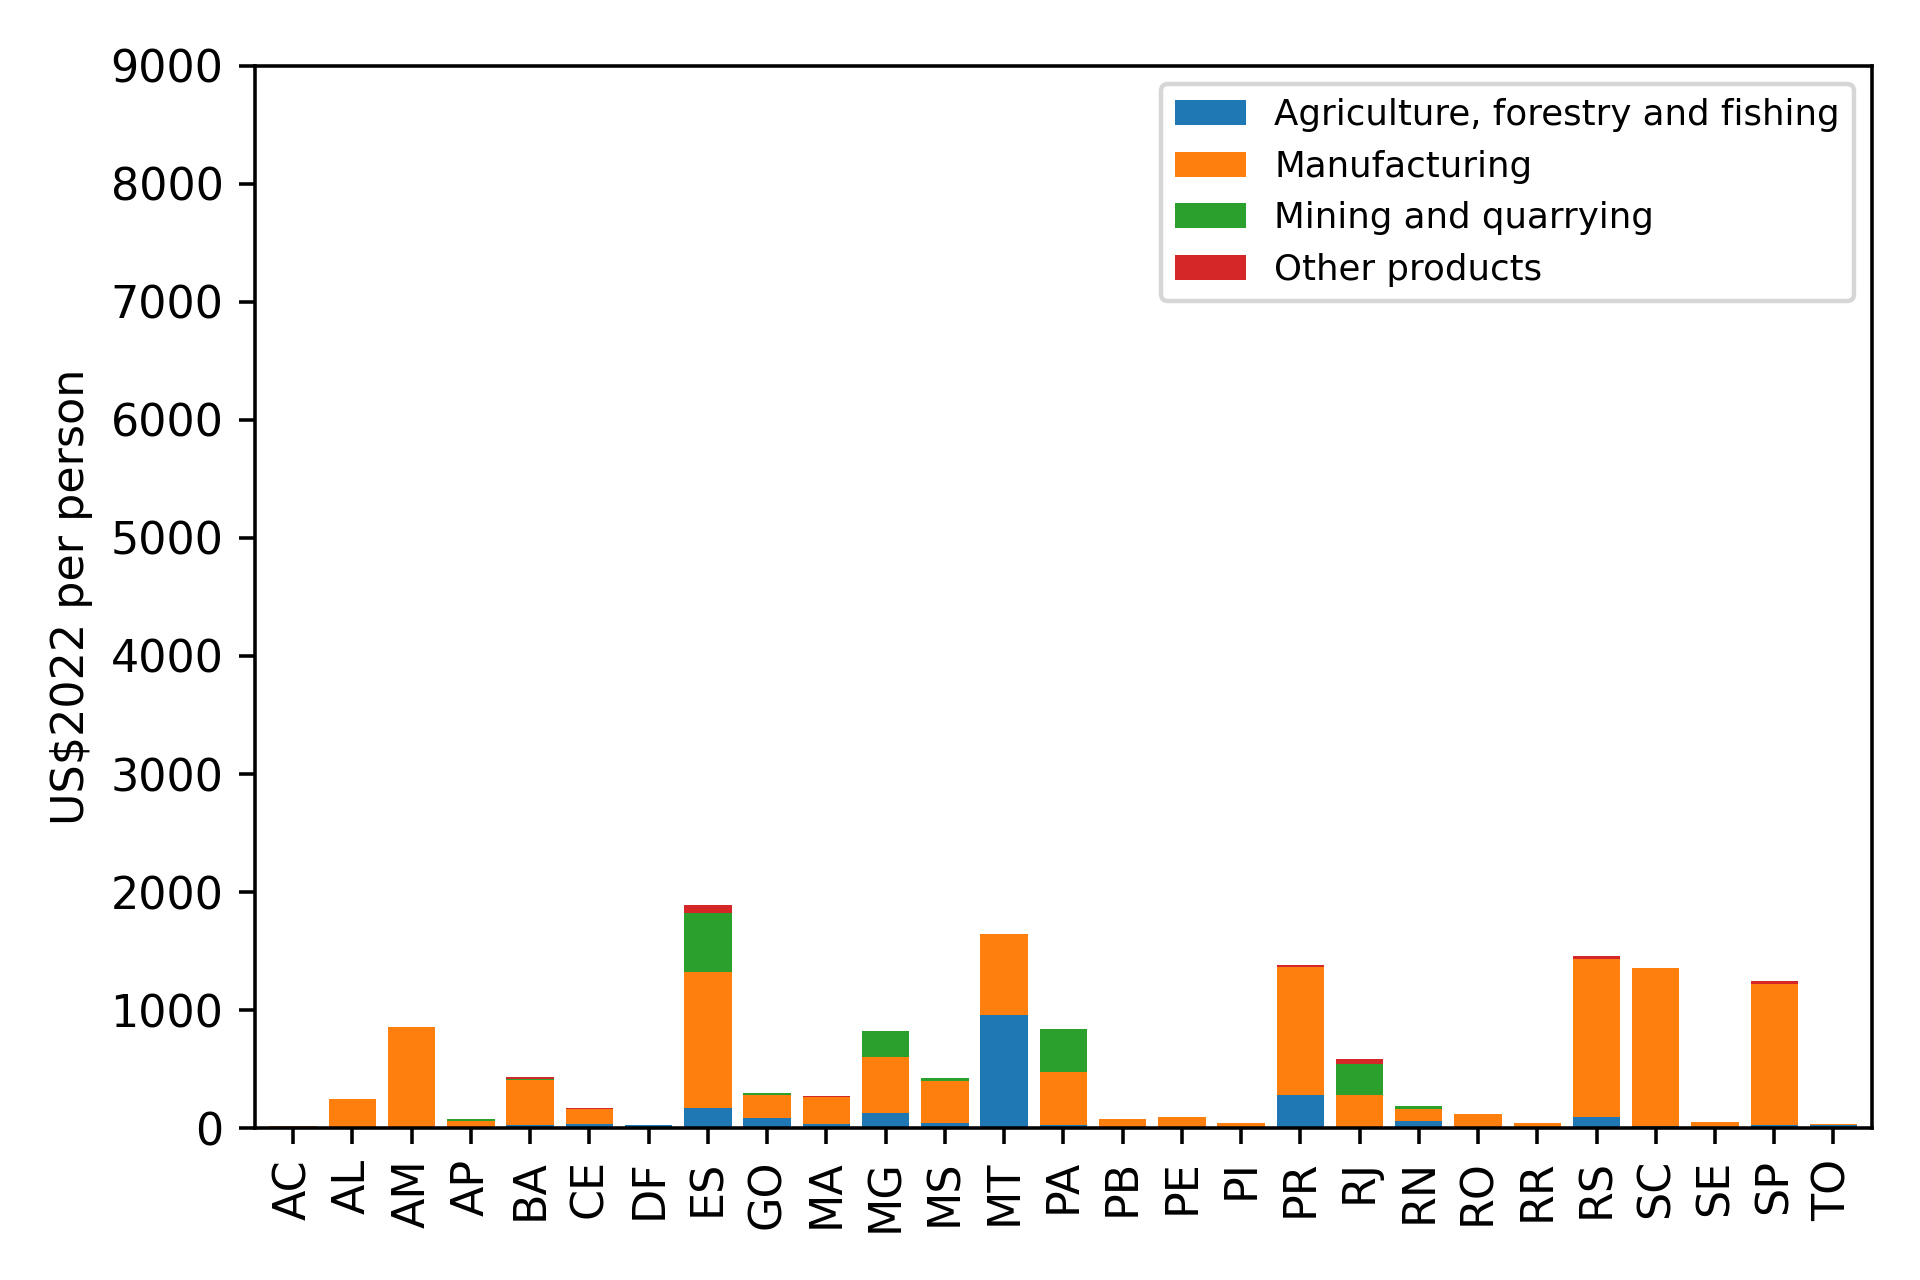 9000
8000
7000
6000
5000
4000
3000
2000
1000
0
US$2022 per person
Agriculture, forestry and fishing
Manufacturing
Mining and quarrying
Other products
AC AL AM AP BA CE DF ES GO MA MG MS MT PA PB PE PI PR RJ RN RO RR RS SC SE SP TO